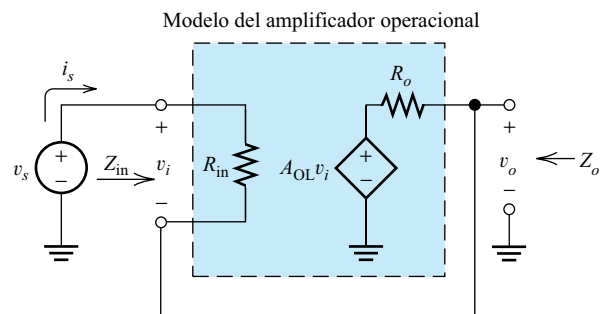 Modelo del amplificador operacional
i_s
R_o
+
+
+
+
v_s
Z_in
v_i
R_in
A_OL v_i
v_o
Z_o
−
−
−
−